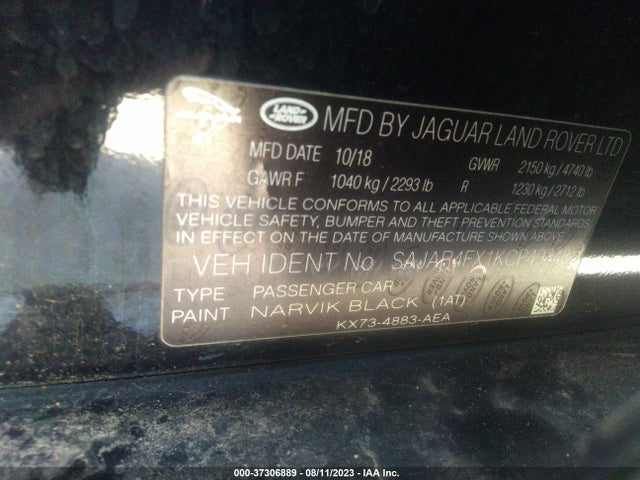 LAND-
ROVER
MFD BY JAGUAR LAND ROVER LTD
MFD DATE 10/18 GVWR 2150 kg / 4740 lb
GAWR F 1040 kg / 2293 lb R 1230 kg / 2712 lb
THIS VEHICLE CONFORMS TO ALL APPLICABLE FEDERAL MOTOR
VEHICLE SAFETY, BUMPER AND THEFT PREVENTION STANDARDS
IN EFFECT ON THE DATE OF MANUFACTURE SHOWN ABOVE
VEH IDENT No
TYPE PASSENGER CAR
PAINT NARVIK BLACK (1AT)
KX73-4883-AEA
000-37306889 - 08/11/2023 - IAA Inc.